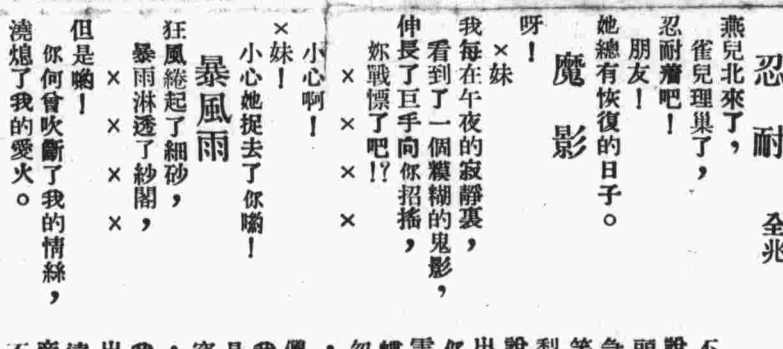 忍耐
全兆
燕兒北來了，
雀兒理巢了，
忍耐着吧！
朋友！
她總有恢復的日子。
魔影
呀！
×妹
我每在午夜的寂靜裏，
看到了一個糢糊的鬼影，
伸長了巨手向你招搖，
妳戰慄了吧！？
××××
小心啊！
×妹！
小心她捉去了你喲！
暴風雨
狂風綣起了細砂，
暴雨淋透了紗閣，
××××
但是喲！
你何曾吹斷了我的情絲，
澆熄了我的愛火。